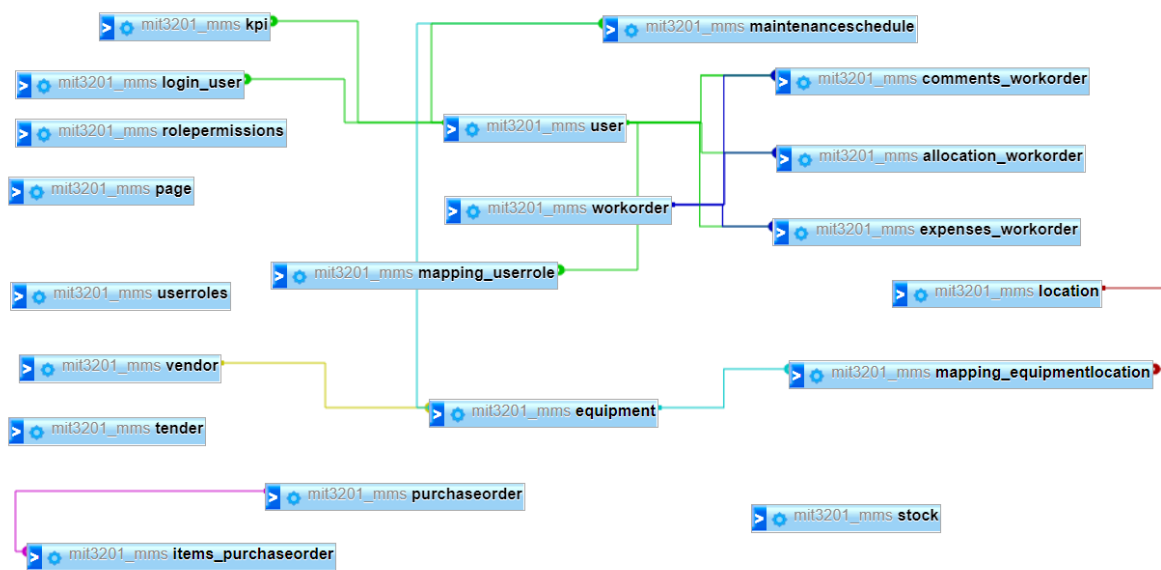 mit3201_mms kpi
mit3201_mms maintenanceschedule
mit3201_mms login_user
mit3201_mms comments_workorder
mit3201_mms rolepermissions
mit3201_mms user
mit3201_mms allocation_workorder
mit3201_mms page
mit3201_mms workorder
mit3201_mms expenses_workorder
mit3201_mms mapping_userrole
mit3201_mms userroles
mit3201_mms location
mit3201_mms vendor
mit3201_mms mapping_equipmentlocation
mit3201_mms equipment
mit3201_mms tender
mit3201_mms purchaseorder
mit3201_mms stock
mit3201_mms items_purchaseorder